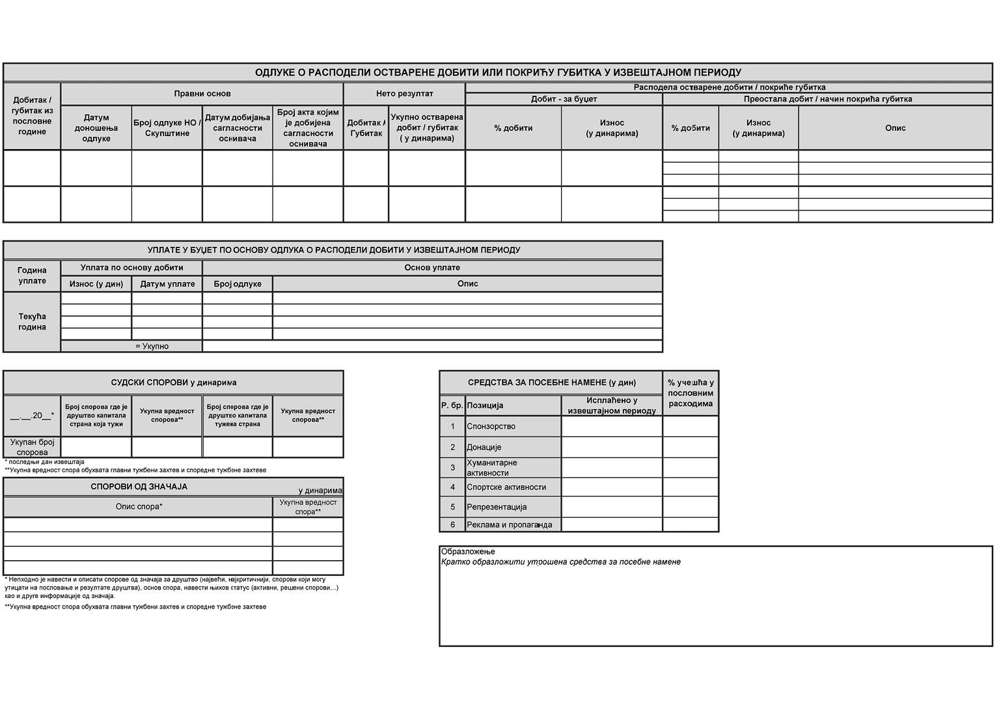 ОДЛУКЕ О РАСПОДЕЛИ ОСТВАРЕНЕ ДОБИТИ ИЛИ ПОКРИЋУ ГУБИТКА У ИЗВЕШТАЈНОМ ПЕРИОДУ
Добитак /
губитак из
пословне
године
Правни основ
Нето резултат
Расподела остварене добити / покриће губитка
Добит - за буџет
Преостала добит / начин покрића губитка
Датум
доношења
одлуке
Број одлуке НО /
Скупштине
Датум добијања
сагласности
оснивача
Број акта којим
је добијена
сагласности
оснивача
Добитак /
Губитак
Укупно остварена
добит / губитак
( у динарима)
% добити
Износ
(у динарима)
% добити
Износ
(у динарима)
Опис
УПЛАТЕ У БУЏЕТ ПО ОСНОВУ ОДЛУКА О РАСПОДЕЛИ ДОБИТИ У ИЗВЕШТАЈНОМ ПЕРИОДУ
Година
уплате
Уплата по основу добити
Основ уплате
Износ (у дин)
Датум уплате
Број одлуке
Опис
Текућа
година
= Укупно
СУДСКИ СПОРОВИ у динарима
__.__.20__*
Број спорова где је
друштво капитала
страна која тужи
Укупна вредност
спорова**
Број спорова где је
друштво капитала
тужена страна
Укупна вредност
спорова**
Укупан број
спорова
* последњи дан извештаја
**Укупна вредност спора обухвата главни тужбени захтев и споредне тужбене захтеве
СПОРОВИ ОД ЗНАЧАЈА
у динарима
Опис спора*
Укупна вредност
спора**
* Непходно је навести и описати спорове од значаја за друштво (највећи, најкритичнији, спорови који могу
утицати на пословање и резултате друштва), основ спора, навести њихов статус (активни, решени спорови…)
као и друге информације од значаја.
**Укупна вредност спора обухвата главни тужбени захтев и споредне тужбене захтеве
СРЕДСТВА ЗА ПОСЕБНЕ НАМЕНЕ (у дин)
% учешћа у
пословним
расходима
Р. бр.
Позиција
Исплаћено у
извештајном периоду
1 Спонзорство
2 Донације
3 Хуманитарне
активности
4 Спортске активности
5 Репрезентација
6 Реклама и пропаганда
Образложење
Кратко образложити утрошена средства за посебне намене